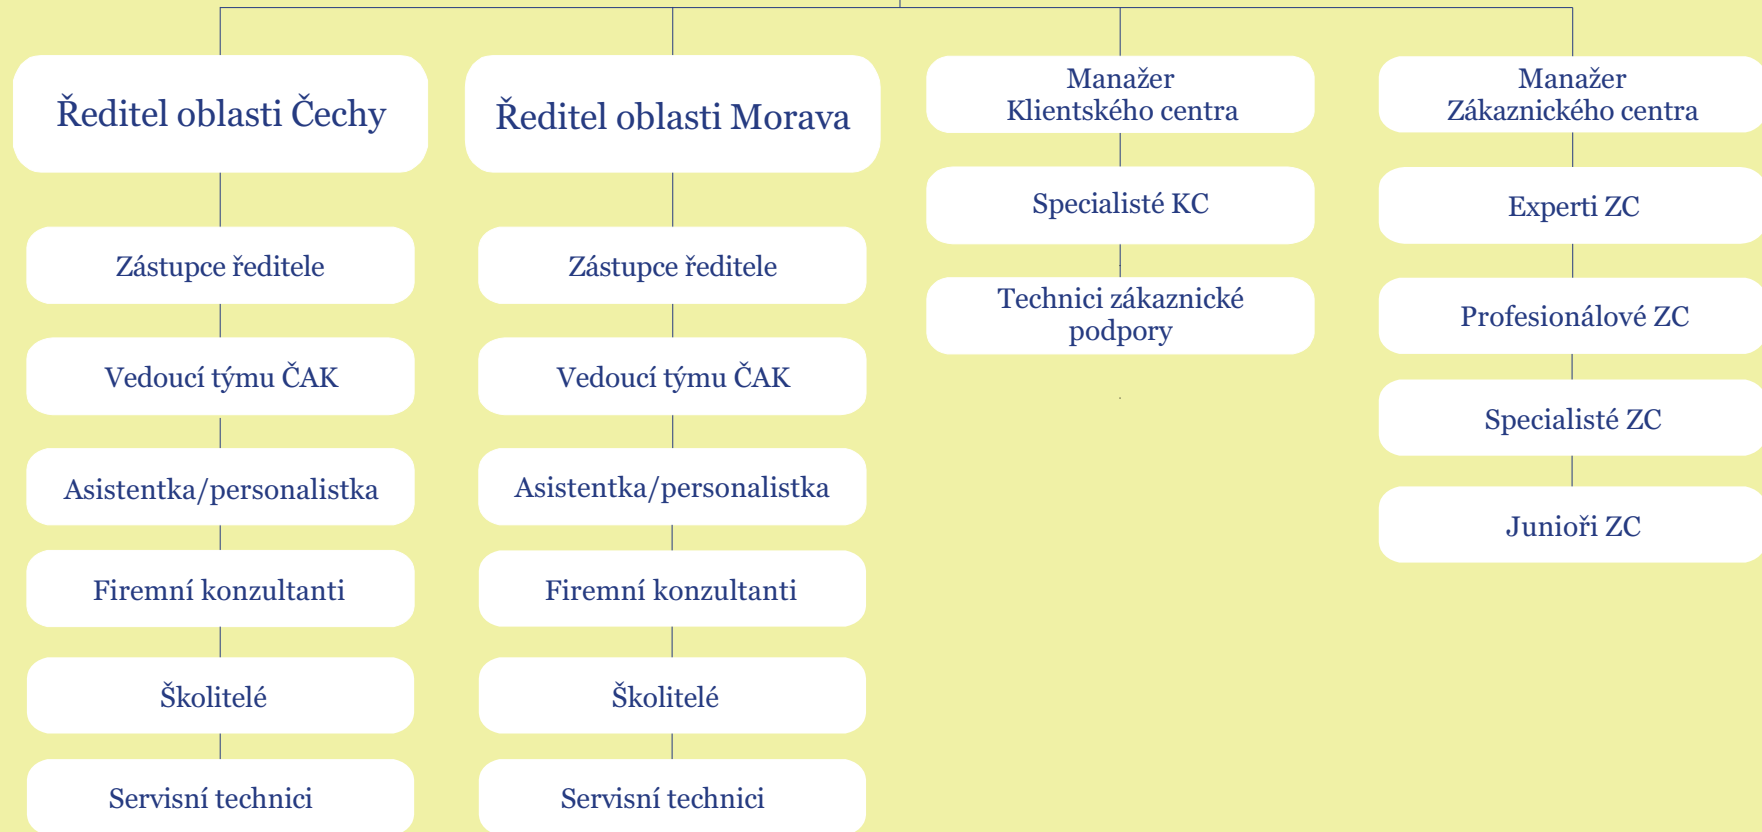 Ředitel oblasti Čechy
Zástupce ředitele
Vedoucí týmu ČAK
Asistentka/personalistka
Firemní konzultanti
Školitelé
Servisní technici
Ředitel oblasti Morava
Zástupce ředitele
Vedoucí týmu ČAK
Asistentka/personalistka
Firemní konzultanti
Školitelé
Servisní technici
Manažer
Klientského centra
Specialisté KC
Technici zákaznické
podpory
Manažer
Zákaznického centra
Experti ZC
Profesionálové ZC
Specialisté ZC
Junioři ZC